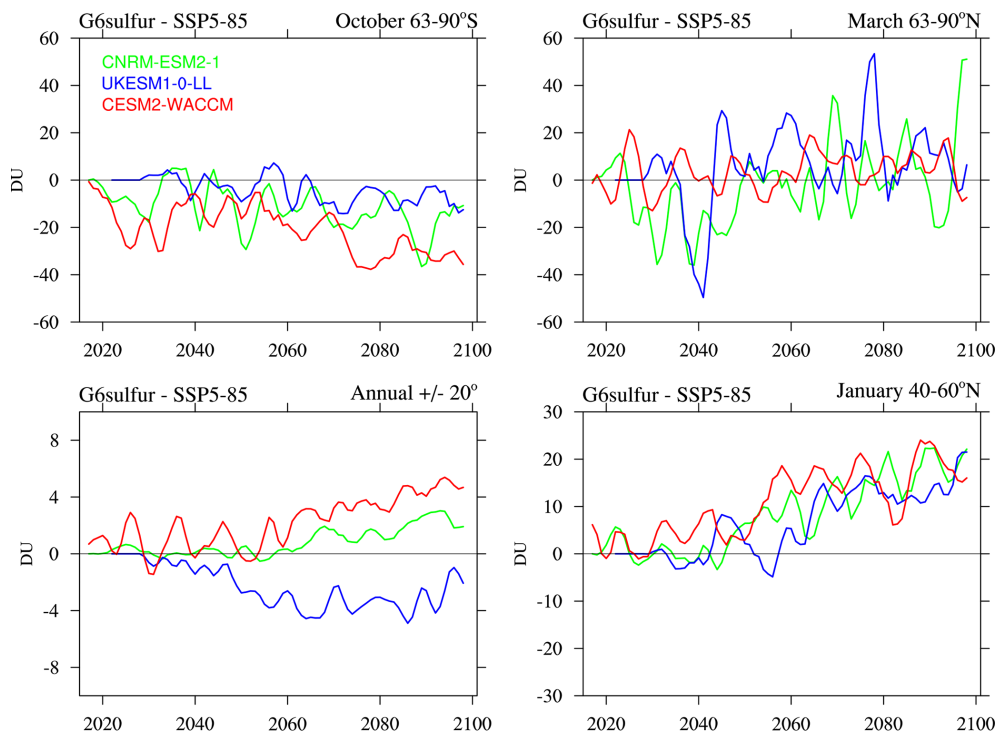 G6sulfur - SSP5-85 October 63-90°S
60
40
20
0
-20
-40
-60
DU
CNRM-ESM2-1
UKESM1-0-LL
CESM2-WACCM
2020 2040 2060 2080 2100
G6sulfur - SSP5-85 March 63-90°N
60
40
20
0
-20
-40
-60
DU
2020 2040 2060 2080 2100
G6sulfur - SSP5-85 Annual +/- 20°
8
4
0
-4
-8
DU
2020 2040 2060 2080 2100
G6sulfur - SSP5-85 January 40-60°N
30
20
10
0
-10
-20
-30
DU
2020 2040 2060 2080 2100